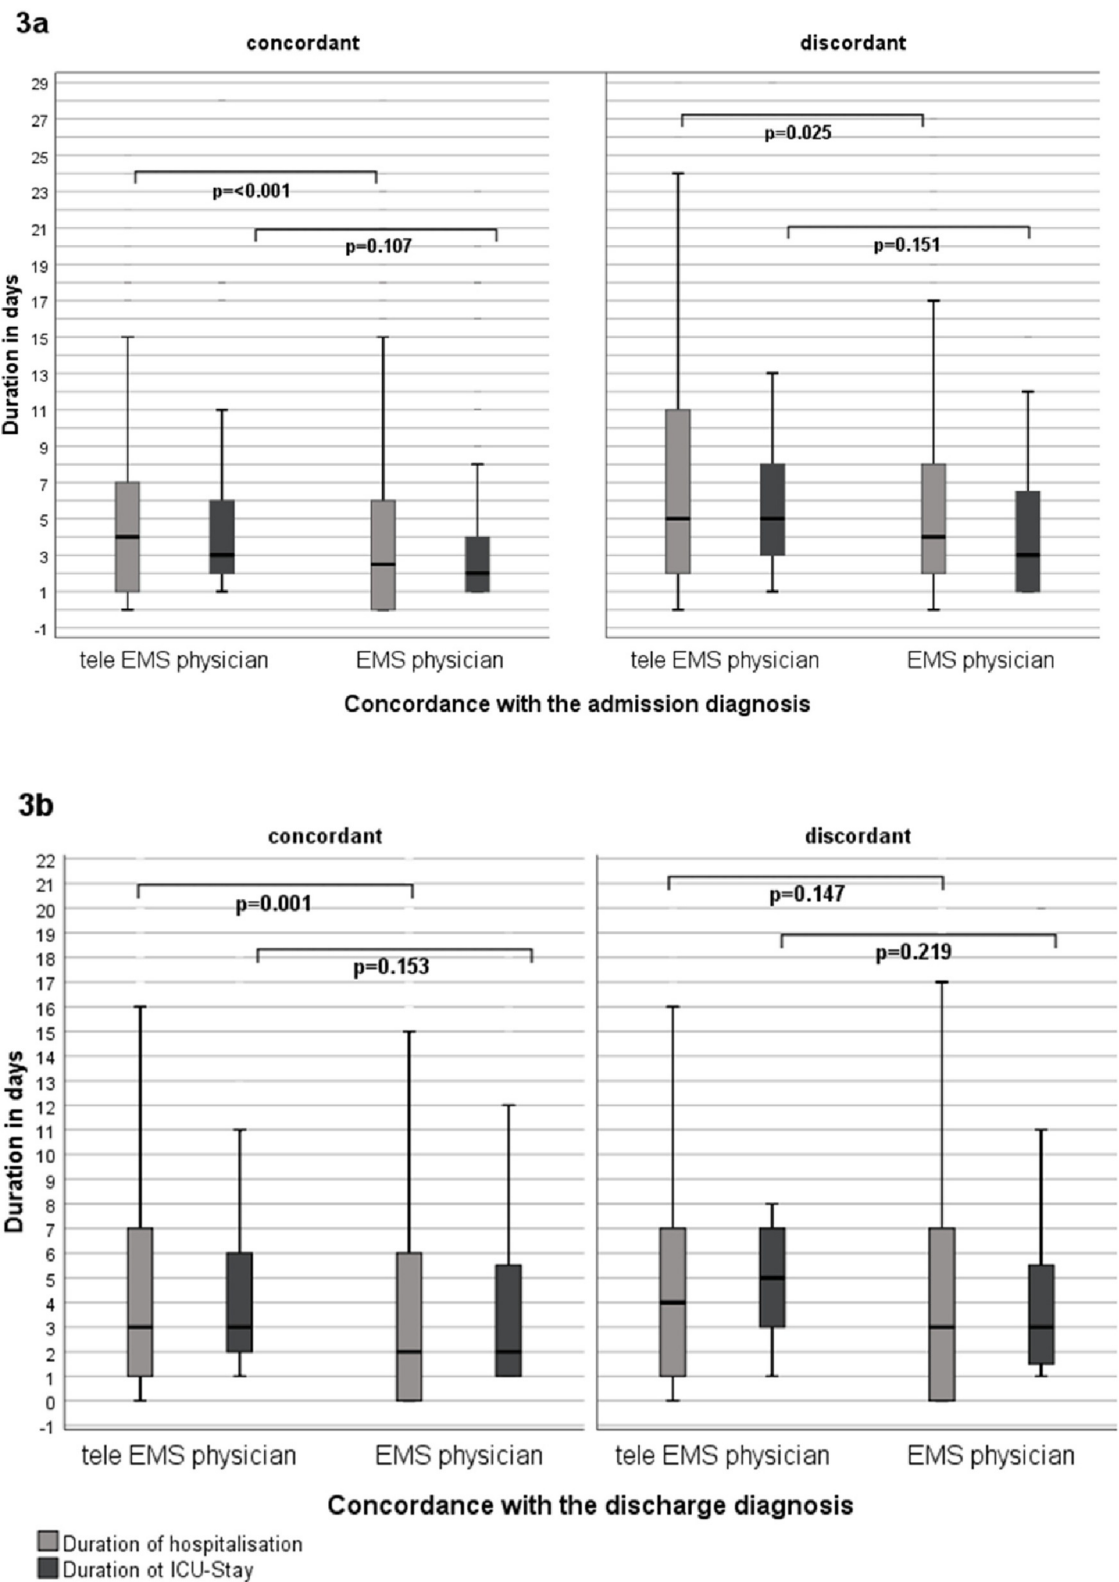 3a
concordant
discordant
29
27
25
23
21
19
17
15
13
11
9
7
5
3
1
-1
Duration in days
p=<0.001
p=0.107
p=0.025
p=0.151
tele EMS physician
EMS physician
tele EMS physician
EMS physician
Concordance with the admission diagnosis
3b
concordant
discordant
22
21
20
19
18
17
16
15
14
13
12
11
10
9
8
7
6
5
4
3
2
1
0
-1
Duration in days
p=0.001
p=0.153
p=0.147
p=0.219
tele EMS physician
EMS physician
tele EMS physician
EMS physician
Concordance with the discharge diagnosis
Duration of hospitalisation
Duration ot ICU-Stay